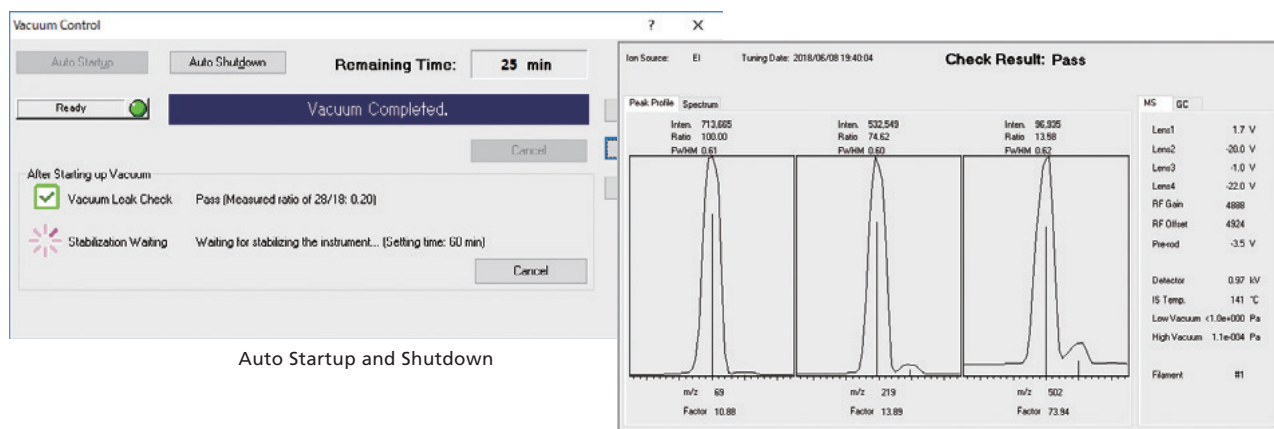 Vacuum Control ? X
Auto Startup Auto Shutdown Remaining Time: 25 min
Ready Vacuum Completed.
Cancel
After Starting up Vacuum
Vacuum Leak Check Pass (Measured ratio of 28/18: 0.20)
Stabilization Waiting Waiting for stabilizing the instrument... (Setting time: 60 min)
Cancel
Auto Startup and Shutdown
Ion Source: EI Tuning Date: 2018/06/08 19:40:04 Check Result: Pass
Peak Profile Spectrum
Inten. 713,665 Inten. 532,549 Inten. 96,935
Ratio 100.00 Ratio 74.62 Ratio 13.58
FWHM 0.61 FWHM 0.60 FWHM 0.62
m/z 69 m/z 219 m/z 502
Factor 10.88 Factor 13.89 Factor 73.94
MS GC
Lens1 1.7 V
Lens2 -20.0 V
Lens3 -1.0 V
Lens4 -22.0 V
RF Gain 4888
RF Offset 4924
Pre-rod -3.5 V
Detector 0.97 kV
IS Temp. 141 °C
Low Vacuum <1.0e+000 Pa
High Vacuum 1.1e-004 Pa
Filament #1